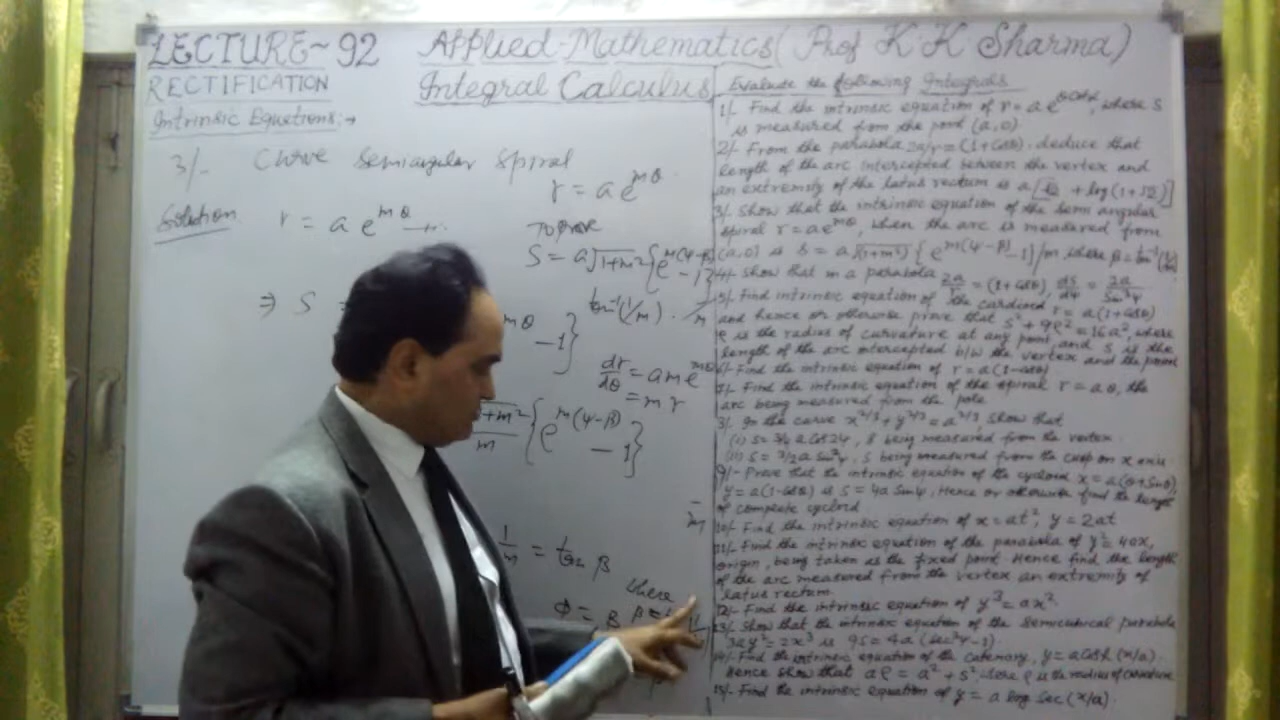 LECTURE~92 Applied-Mathematics( Prof K.K Sharma)
RECTIFICATION Integral Calculus
Intrinsic Equations:→
3/- Curve Semiangular Spiral
r = a e^{mθ}
Solution r = a e^{mθ}
To prove
S = a√1+m² {e^{m(ψ-β)} -1}
tan⁻¹(1/m). /m
⇒ S
mθ -1}
dr/dθ = a m e^{mθ}
= m r
1+m²/m {e^{m(ψ-β)} -1}
1/m = tan β
where
φ = β
Evaluate the following Integrals
1/- Find the intrinsic equation of r = a e^{θCotα}, where S
is measured from the point (a,0)
2/- From the parabola 2a/r = (1+Cosθ). deduce that
length of the arc intercepted between the vertex and
an extremity of the latus rectum is a[√2 + log(1+√2)]
3/- Show that the intrinsic equation of the semi angular
spiral r = ae^{mθ}, when the arc is measured from
(a,0) is s = a√(1+m²) { e^{m(ψ-β)} -1}/m, where β = tan⁻¹(1/m)
4/- Show that in a parabola 2a/r = (1+Cosθ), ds/dψ = 2a/Sin³ψ
5/- Find intrinsic equation of the cardioid r = a(1+Cosθ)
and hence or otherwise prove that s² + 9ρ² = 16a², where
ρ is the radius of curvature at any point, and s is the
length of the arc intercepted b/w the vertex and the point
6/- Find the intrinsic equation of r = a(1-Cosθ)
7/- Find the intrinsic equation of the spiral r = aθ, the
arc being measured from the pole
8/- In the curve x^{2/3} + y^{2/3} = a^{2/3}, Show that
(i) s = 3/4 a Cos2ψ, s being measured from the vertex.
(ii) s = 3/2 a Sin²ψ, s being measured from the cusp on x axis
9/- Prove that the intrinsic equation of the cycloid x = a(θ+Sinθ)
y = a(1-Cosθ) is s = 4a Sinψ, Hence or otherwise find the length
of complete cycloid
10/- Find the intrinsic equation of x = at², y = 2at
11/- Find the intrinsic equation of the parabola of y² = 4ax,
origin, being taken as the fixed point Hence find the length
of the arc measured from the vertex an extremity of
latus rectum.
12/- Find the intrinsic equation of y³ = ax².
13/- Show that the intrinsic equation of the semicubical parabola
3ay² = 2x³ is 9s = 4a (sec³ψ-1)
14/- Find the intrinsic equation of the catenary, y = a Cosh (x/a).
hence show that aρ = a² + s², where ρ is the radius of curvature
15/- Find the intrinsic equation of y = a log sec (x/a).